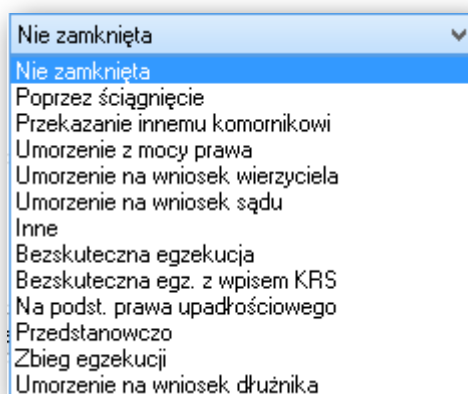 Nie zamknięta
Nie zamknięta
Poprzez ściągnięcie
Przekazanie innemu komornikowi
Umorzenie z mocy prawa
Umorzenie na wniosek wierzyciela
Umorzenie na wniosek sądu
Inne
Bezskuteczna egzekucja
Bezskuteczna egz. z wpisem KRS
Na podst. prawa upadłościowego
Przedstanowczo
Zbieg egzekucji
Umorzenie na wniosek dłużnika